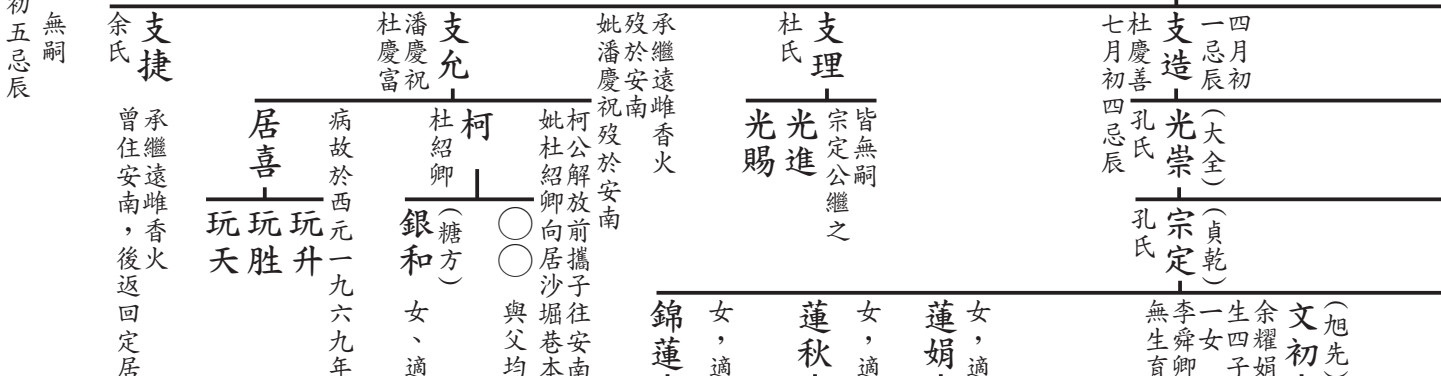 四月初
一忌辰
支造
杜慶善
七月初四忌辰
支理
杜氏
承繼遠雌香火
歿於安南
妣潘慶祝歿於安南
支允
潘慶祝
杜慶富
支捷
余氏
無嗣
初五忌辰
(大全)
光崇
孔氏
皆無嗣
宗定公繼之
光進
光賜
柯公解放前攜子往安南
妣杜紹卿向居沙堀巷本
柯
杜紹卿
病故於西元一九六九年
居喜
承繼遠雌香火
曾住安南，後返回定居
(貞乾)
宗定
孔氏
〇〇
與父均
(糖方)
銀和
女、適
玩升
玩胜
玩天
(旭先)
文初
余耀娟
生四子
一女
李舜卿
無生育
女，適
蓮娟
女，適
蓮秋
女，適
錦蓮